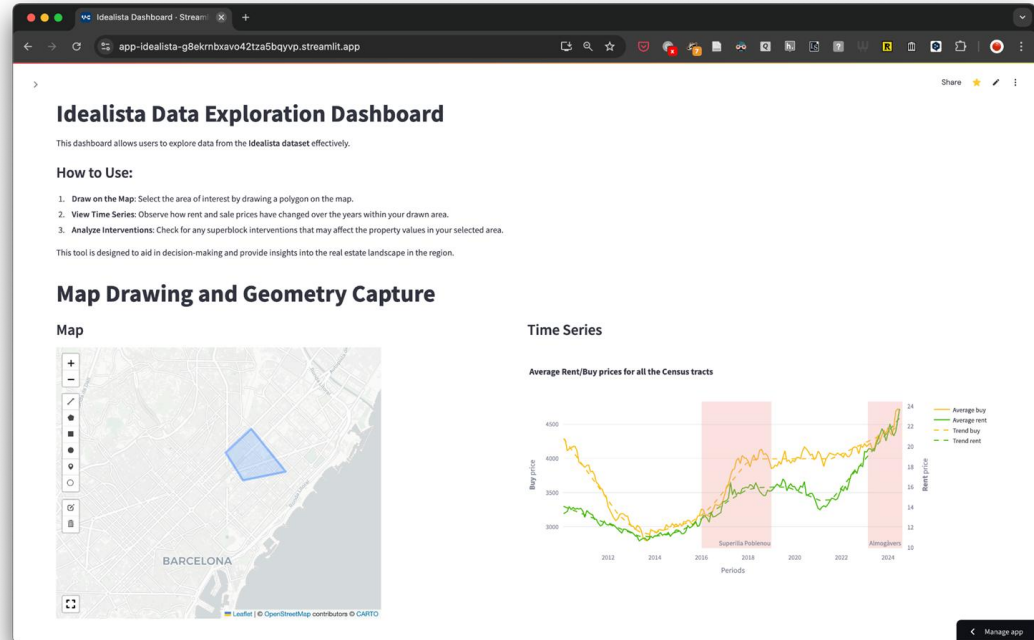 Idealista Dashboard · Stream
app-idealista-g8ekrnbxavo42tza5bqyvp.streamlit.app
Share
Idealista Data Exploration Dashboard
This dashboard allows users to explore data from the Idealista dataset effectively.
How to Use:
1. Draw on the Map: Select the area of interest by drawing a polygon on the map.
2. View Time Series: Observe how rent and sale prices have changed over the years within your drawn area.
3. Analyze Interventions: Check for any superblock interventions that may affect the property values in your selected area.
This tool is designed to aid in decision-making and provide insights into the real estate landscape in the region.
Map Drawing and Geometry Capture
Map
+
−
BARCELONA
Leaflet | © OpenStreetMap contributors © CARTO
Time Series
Average Rent/Buy prices for all the Census tracts
Buy price
4500
4000
3500
3000
Superilla Poblenou
Almogàvers
24
22
20
18
16
14
12
10
Rent price
2012 2014 2016 2018 2020 2022 2024
Periods
Average buy
Average rent
Trend buy
Trend rent
Manage app